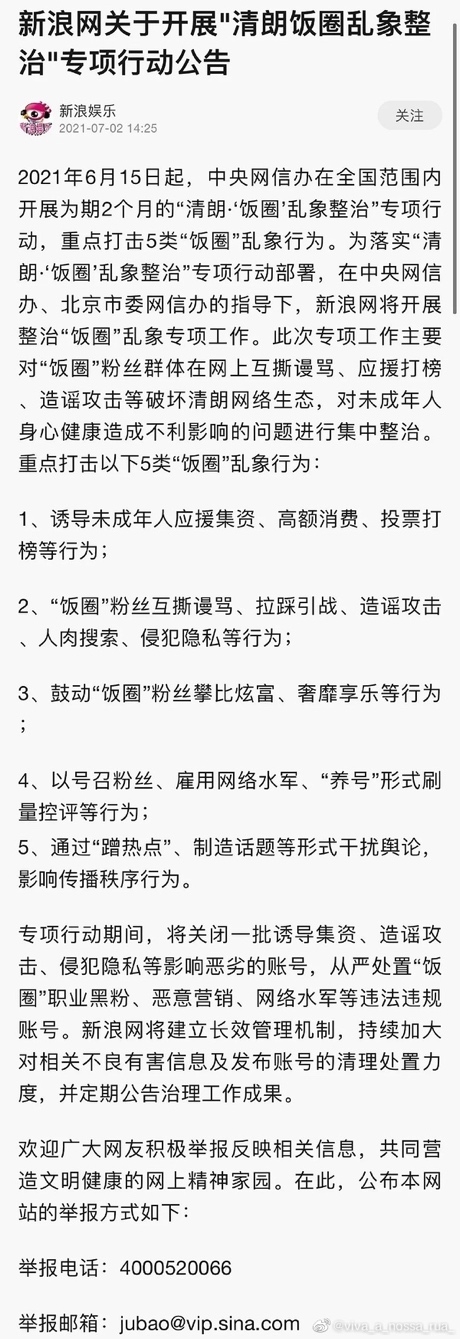 新浪网关于开展"清朗饭圈乱象整
治"专项行动公告
新浪娱乐
2021-07-02 14:25
关注
2021年6月15日起，中央网信办在全国范围内
开展为期2个月的“清朗·‘饭圈’乱象整治”专项行
动，重点打击5类“饭圈”乱象行为。为落实“清
朗·‘饭圈’乱象整治”专项行动部署，在中央网信
办、北京市委网信办的指导下，新浪网将开展
整治“饭圈”乱象专项工作。此次专项工作主要
对“饭圈”粉丝群体在网上互撕谩骂、应援打榜
、造谣攻击等破坏清朗网络生态，对未成年人
身心健康造成不利影响的问题进行集中整治。
重点打击以下5类“饭圈”乱象行为：
1、诱导未成年人应援集资、高额消费、投票打
榜等行为；
2、“饭圈”粉丝互撕谩骂、拉踩引战、造谣攻击
、人肉搜索、侵犯隐私等行为；
3、鼓动“饭圈”粉丝攀比炫富、奢靡享乐等行为
；
4、以号召粉丝、雇用网络水军、“养号”形式刷
量控评等行为；
5、通过“蹭热点”、制造话题等形式干扰舆论，
影响传播秩序行为。
专项行动期间，将关闭一批诱导集资、造谣攻
击、侵犯隐私等影响恶劣的账号，从严处置“饭
圈”职业黑粉、恶意营销、网络水军等违法违规
账号。新浪网将建立长效管理机制，持续加大
对相关不良有害信息及发布账号的清理处置力
度，并定期公告治理工作成果。
欢迎广大网友积极举报反映相关信息，共同营
造文明健康的网上精神家园。在此，公布本网
站的举报方式如下：
举报电话：4000520066
举报邮箱：jubao@vip.sina.com
@viva_a_nossa_rua_